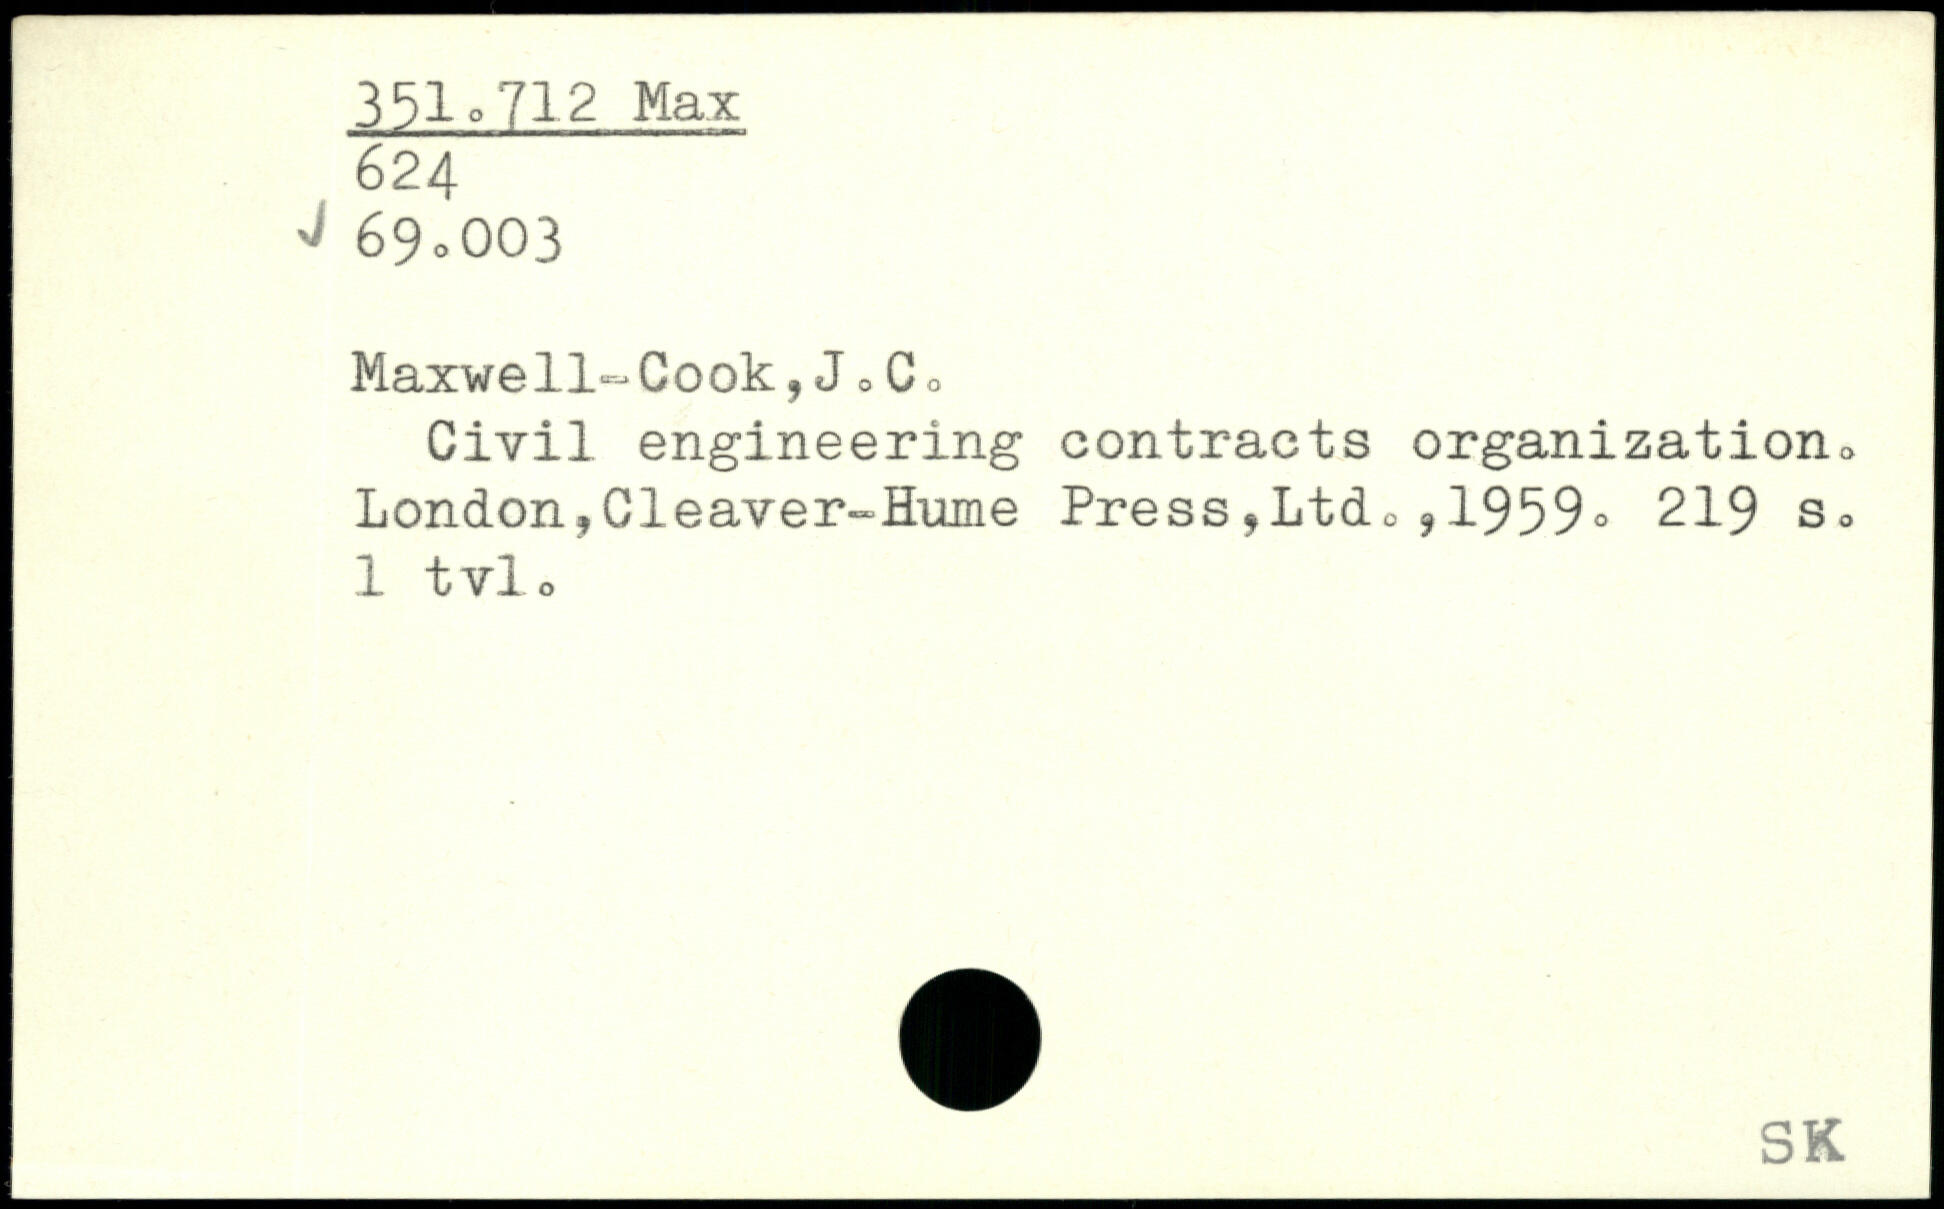 351.712 Max
624
✓ 69.003
Maxwell-Cook,J.C.
Civil engineering contracts organization.
London,Cleaver-Hume Press,Ltd.,1959. 219 s.
1 tvl.
SK